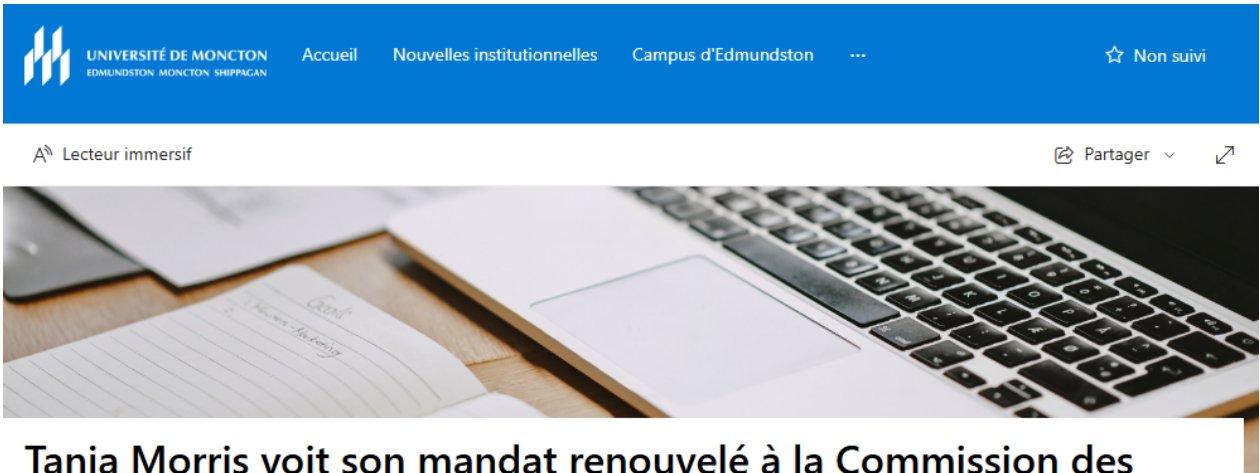 UNIVERSITÉ DE MONCTON
EDMUNDSTON MONCTON SHIPPAGAN
Accueil
Nouvelles institutionnelles
Campus d'Edmundston
...
Non suivi
Lecteur immersif
Partager
Goals
Tania Morris voit son mandat renouvelé à la Commission des